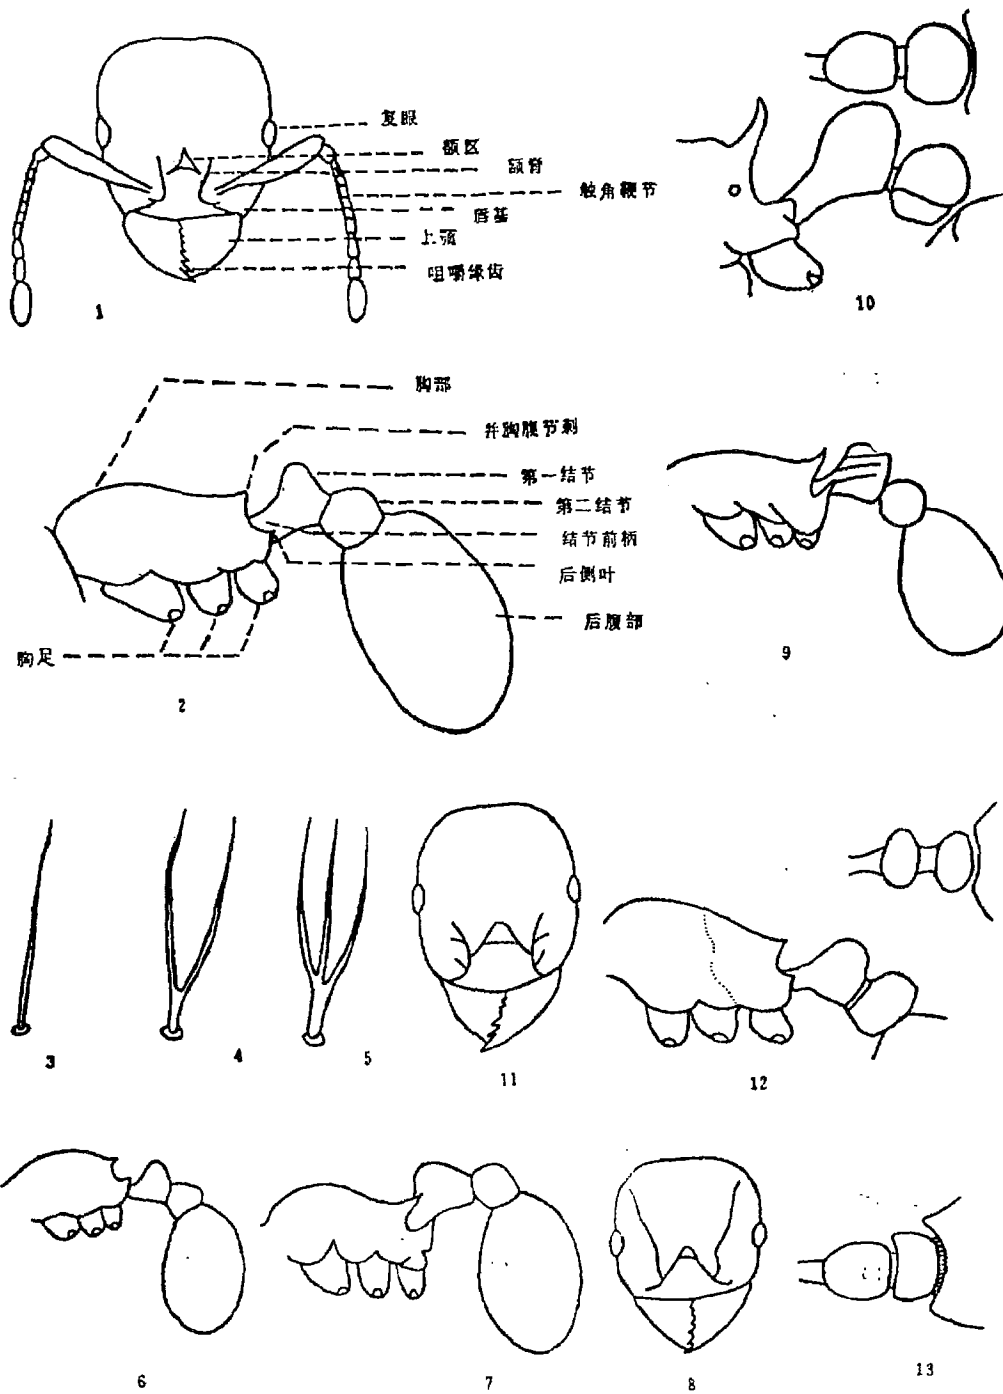 复眼
额区
额脊
触角鞭节
唇基
上颚
咀嚼缘齿
1
10
胸部
并胸腹节刺
第一结节
第二结节
结节前柄
后侧叶
后腹部
胸足
2
9
3
4
5
11
12
6
7
8
13